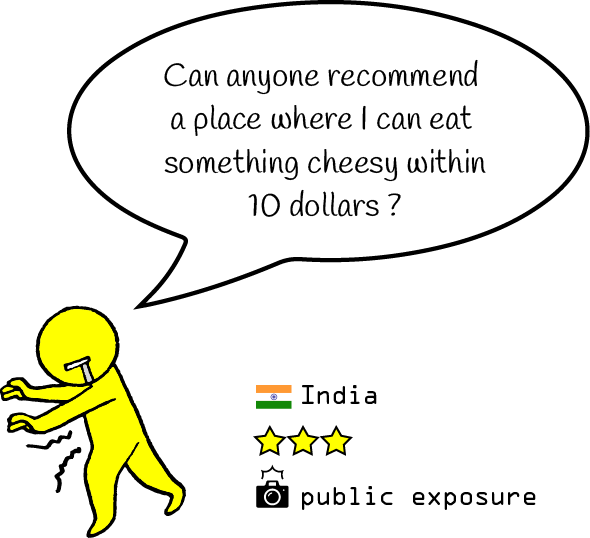 Can anyone recommend
a place where I can eat
something cheesy within
10 dollars ?
India
public exposure